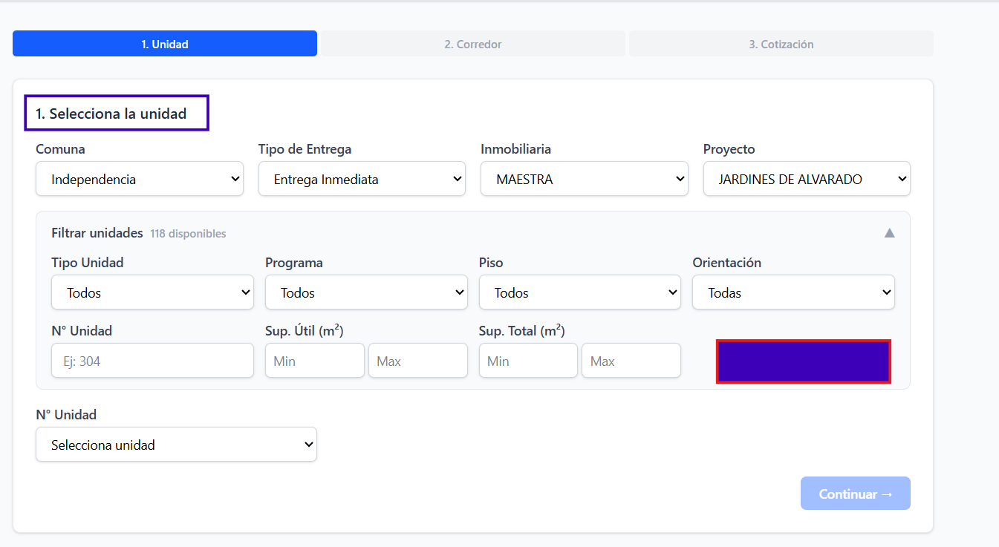 1. Unidad
2. Corredor
3. Cotización
1. Selecciona la unidad
Comuna
Tipo de Entrega
Inmobiliaria
Proyecto
Independencia
Entrega Inmediata
MAESTRA
JARDINES DE ALVARADO
Filtrar unidades 118 disponibles
▲
Tipo Unidad
Programa
Piso
Orientación
Todos
Todos
Todos
Todas
N° Unidad
Sup. Útil (m²)
Sup. Total (m²)
Ej: 304
Min
Max
Min
Max
N° Unidad
Selecciona unidad
Continuar →